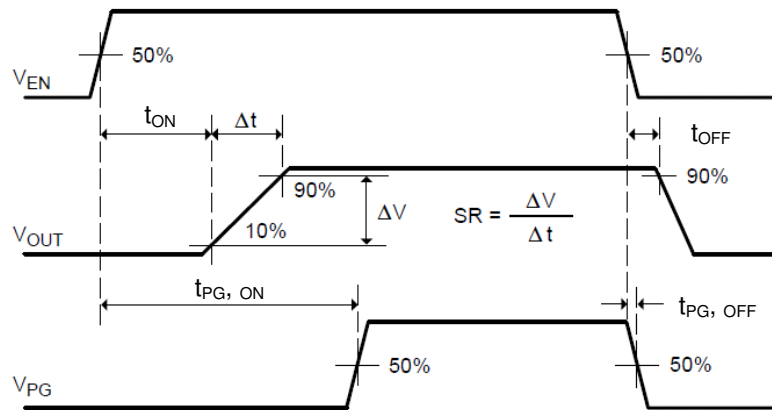 50%
50%
V_EN
t_ON
Δt
t_OFF
90%
90%
ΔV
SR = ΔV / Δt
10%
V_OUT
t_PG, ON
t_PG, OFF
50%
50%
V_PG